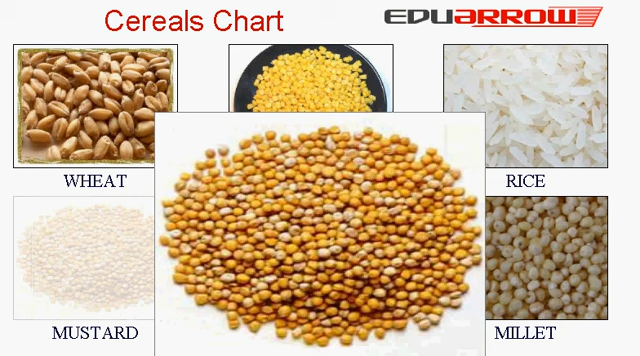 Cereals Chart
EDUARROW
WHEAT
RICE
MUSTARD
MILLET